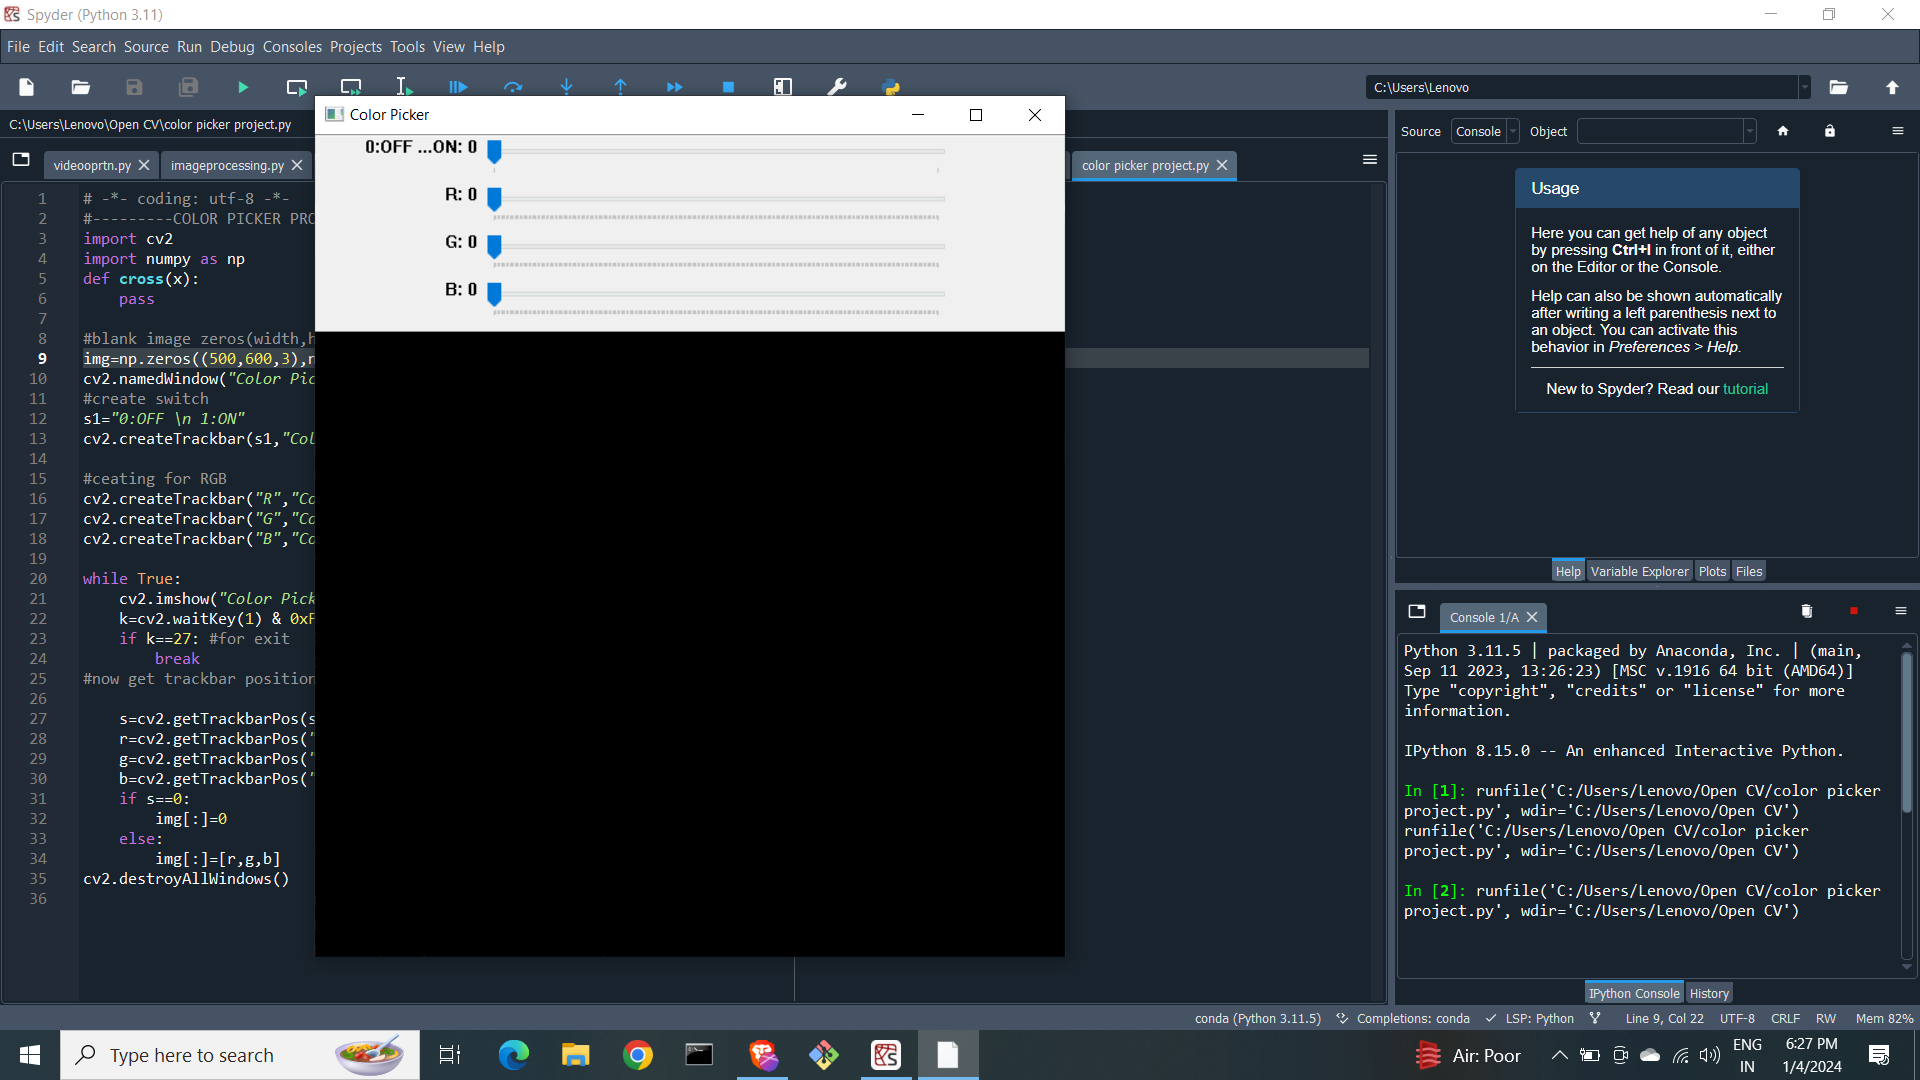 Spyder (Python 3.11)
File Edit Search Source Run Debug Consoles Projects Tools View Help
C:\Users\Lenovo
C:\Users\Lenovo\Open CV\color picker project.py
videooprtn.py
imageprocessing.py
color picker project.py
1 # -*- coding: utf-8 -*-
2 #---------COLOR PICKER PRO
3 import cv2
4 import numpy as np
5 def cross(x):
6 pass
7
8 #blank image zeros(width,h
9 img=np.zeros((500,600,3),n
10 cv2.namedWindow("Color Pic
11 #create switch
12 s1="0:OFF \n 1:ON"
13 cv2.createTrackbar(s1,"Col
14
15 #ceating for RGB
16 cv2.createTrackbar("R","Co
17 cv2.createTrackbar("G","Co
18 cv2.createTrackbar("B","Co
19
20 while True:
21 cv2.imshow("Color Pick
22 k=cv2.waitKey(1) & 0xF
23 if k==27: #for exit
24 break
25 #now get trackbar position
26
27 s=cv2.getTrackbarPos(s
28 r=cv2.getTrackbarPos("
29 g=cv2.getTrackbarPos("
30 b=cv2.getTrackbarPos("
31 if s==0:
32 img[:]=0
33 else:
34 img[:]=[r,g,b]
35 cv2.destroyAllWindows()
36
Color Picker
0:OFF ...ON: 0
R: 0
G: 0
B: 0
Source Console Object
Usage
Here you can get help of any object
by pressing Ctrl+I in front of it, either
on the Editor or the Console.
Help can also be shown automatically
after writing a left parenthesis next to
an object. You can activate this
behavior in Preferences > Help.
New to Spyder? Read our tutorial
Help Variable Explorer Plots Files
Console 1/A
Python 3.11.5 | packaged by Anaconda, Inc. | (main,
Sep 11 2023, 13:26:23) [MSC v.1916 64 bit (AMD64)]
Type "copyright", "credits" or "license" for more
information.
IPython 8.15.0 -- An enhanced Interactive Python.
In [1]: runfile('C:/Users/Lenovo/Open CV/color picker
project.py', wdir='C:/Users/Lenovo/Open CV')
runfile('C:/Users/Lenovo/Open CV/color picker
project.py', wdir='C:/Users/Lenovo/Open CV')
In [2]: runfile('C:/Users/Lenovo/Open CV/color picker
project.py', wdir='C:/Users/Lenovo/Open CV')
IPython Console History
conda (Python 3.11.5) Completions: conda LSP: Python Line 9, Col 22 UTF-8 CRLF RW Mem 82%
Type here to search
Air: Poor
ENG
IN
6:27 PM
1/4/2024